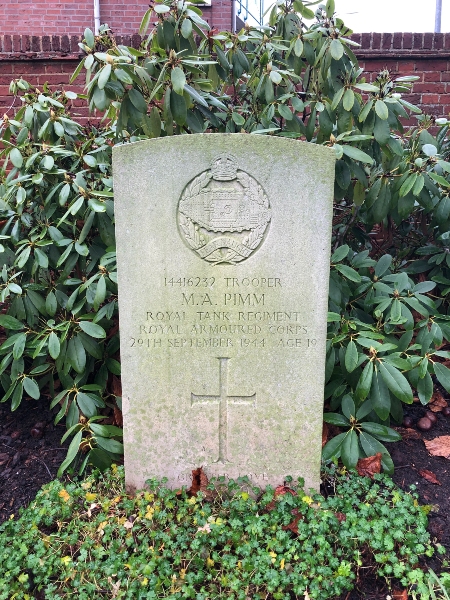 14416232 TROOPER
M.A. PIMM
ROYAL TANK REGIMENT
ROYAL ARMOURED CORPS
29TH SEPTEMBER 1944 AGE 19